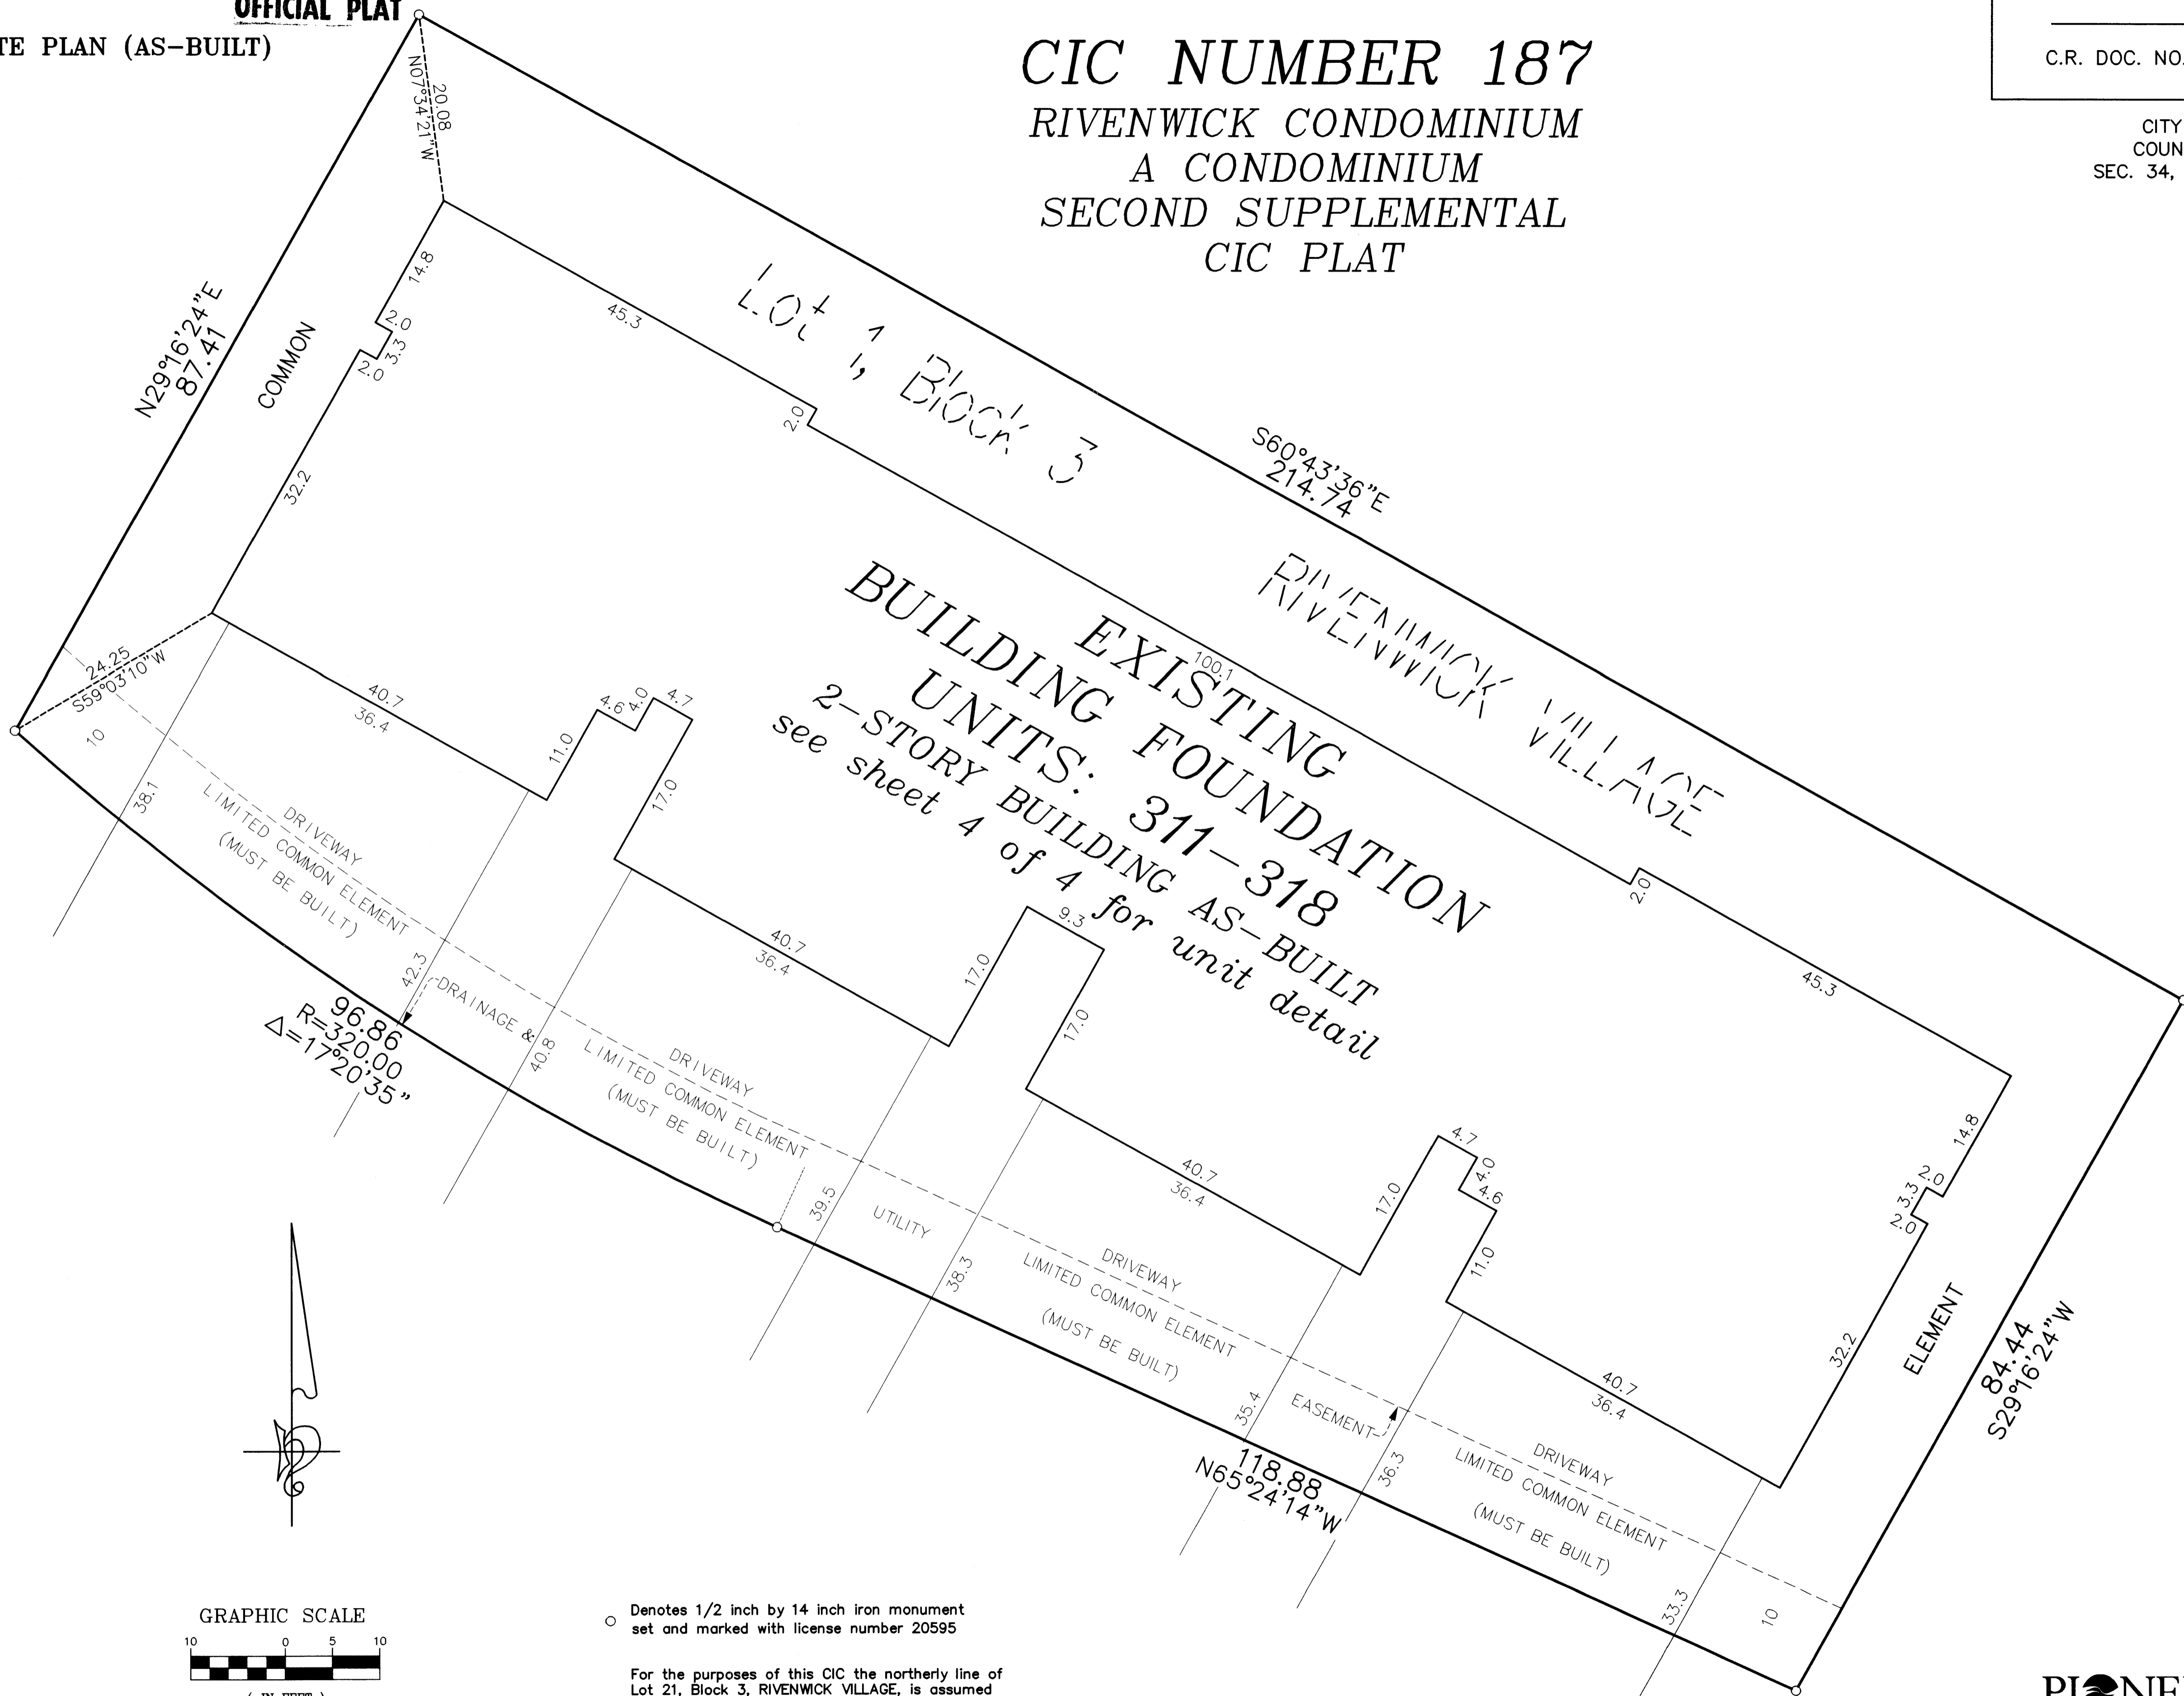 OFFICIAL PLAT
TE PLAN (AS-BUILT)
CIC NUMBER 187
RIVENWICK CONDOMINIUM
A CONDOMINIUM
SECOND SUPPLEMENTAL
CIC PLAT
C.R. DOC. NO.
CITY
COUN
SEC. 34,
20.08
N07°34'21"W
14.8
2.0
3.3
2.0
45.3
2.0
N29°16'24"E
87.41
COMMON
32.2
Lot 1, Block 3
S60°43'36"E
214.74
RIVENWICK VILLAGE
RIVENWICK VILLAGE
100.1
EXISTING
BUILDING FOUNDATION
UNITS: 311-318
2-STORY BUILDING AS-BUILT
see sheet 4 of 4 for unit detail
24.25
S59°03'10"W
10
38.1
40.7
36.4
11.0
4.6
4.0
4.7
17.0
DRIVEWAY
LIMITED COMMON ELEMENT
(MUST BE BUILT)
42.3
DRAINAGE &
96.86
R=320.00
Δ=17°20'35"
40.8
40.7
36.4
17.0
9.3
17.0
DRIVEWAY
LIMITED COMMON ELEMENT
(MUST BE BUILT)
39.5
UTILITY
38.3
40.7
36.4
17.0
4.7
4.0
4.6
11.0
DRIVEWAY
LIMITED COMMON ELEMENT
(MUST BE BUILT)
35.4
EASEMENT
36.3
118.88
N65°24'14"W
2.0
45.3
14.8
2.0
3.3
2.0
32.2
40.7
36.4
ELEMENT
84.44
S29°16'24"W
DRIVEWAY
LIMITED COMMON ELEMENT
(MUST BE BUILT)
33.3
10
GRAPHIC SCALE
10 0 5 10
( IN FEET )
Denotes 1/2 inch by 14 inch iron monument
set and marked with license number 20595
For the purposes of this CIC the northerly line of
Lot 21, Block 3, RIVENWICK VILLAGE, is assumed